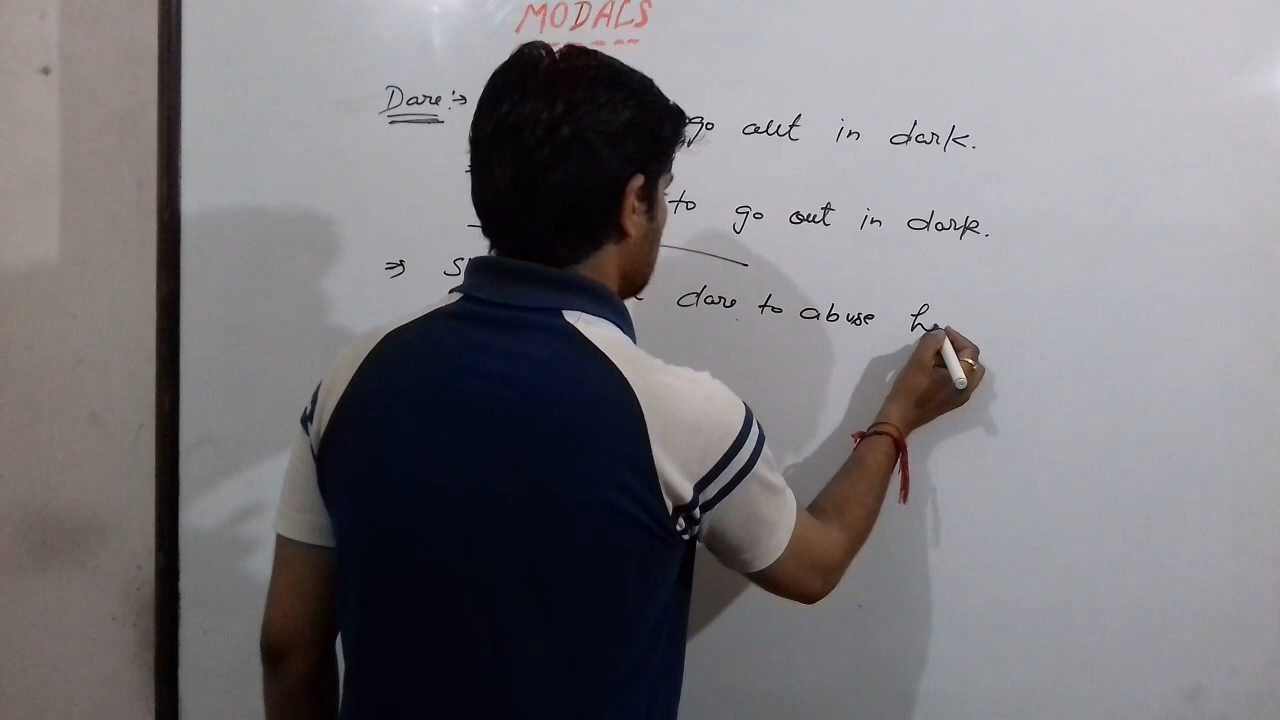 MODALS
Dare :→
go out in dark.
to go out in dark.
⇒ dare to abuse